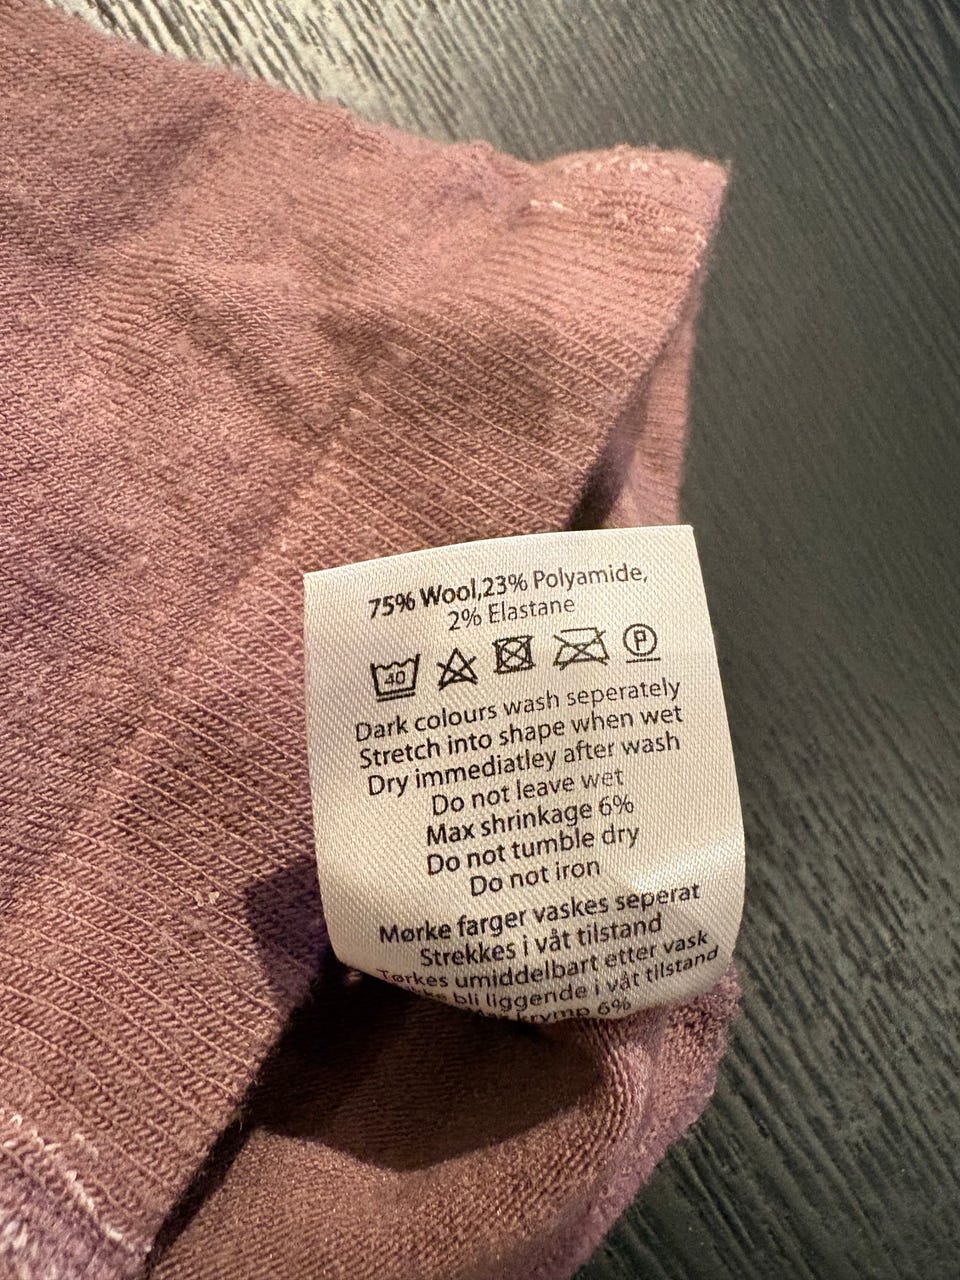 75% Wool,23% Polyamide,
2% Elastane
40 P
Dark colours wash seperately
Stretch into shape when wet
Dry immediatley after wash
Do not leave wet
Max shrinkage 6%
Do not tumble dry
Do not iron
Mørke farger vaskes seperat
Strekkes i våt tilstand
Tørkes umiddelbart etter vask
bli liggende i våt tilstand
krymp 6%